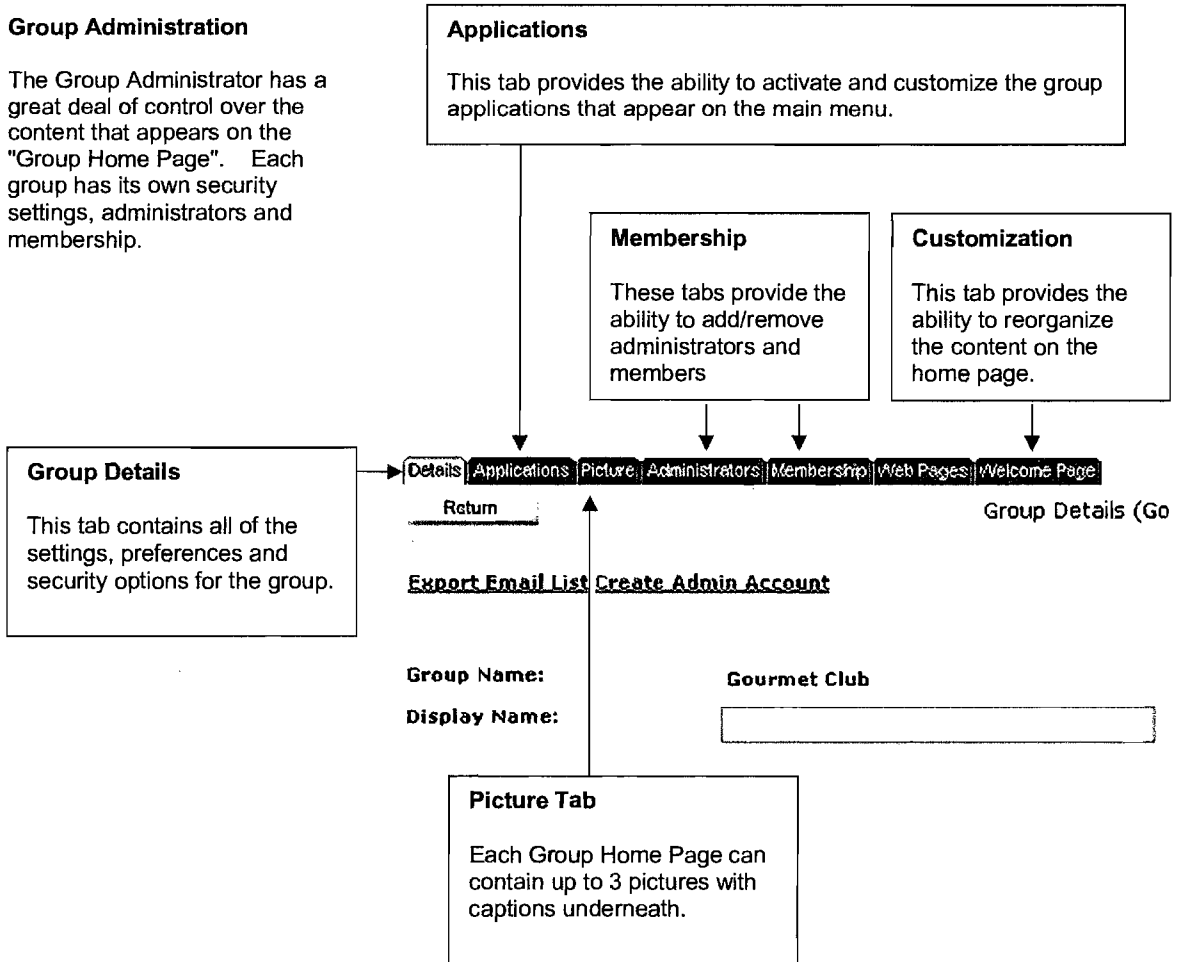 Group Administration
The Group Administrator has a
great deal of control over the
content that appears on the
"Group Home Page". Each
group has its own security
settings, administrators and
membership.
Applications
This tab provides the ability to activate and customize the group
applications that appear on the main menu.
Membership
These tabs provide the
ability to add/remove
administrators and
members
Customization
This tab provides the
ability to reorganize
the content on the
home page.
Group Details
This tab contains all of the
settings, preferences and
security options for the group.
Details Applications Picture Administrators Membership Web Pages Welcome Page
Return
Group Details (Go
Export Email List Create Admin Account
Group Name: Gourmet Club
Display Name:
Picture Tab
Each Group Home Page can
contain up to 3 pictures with
captions underneath.